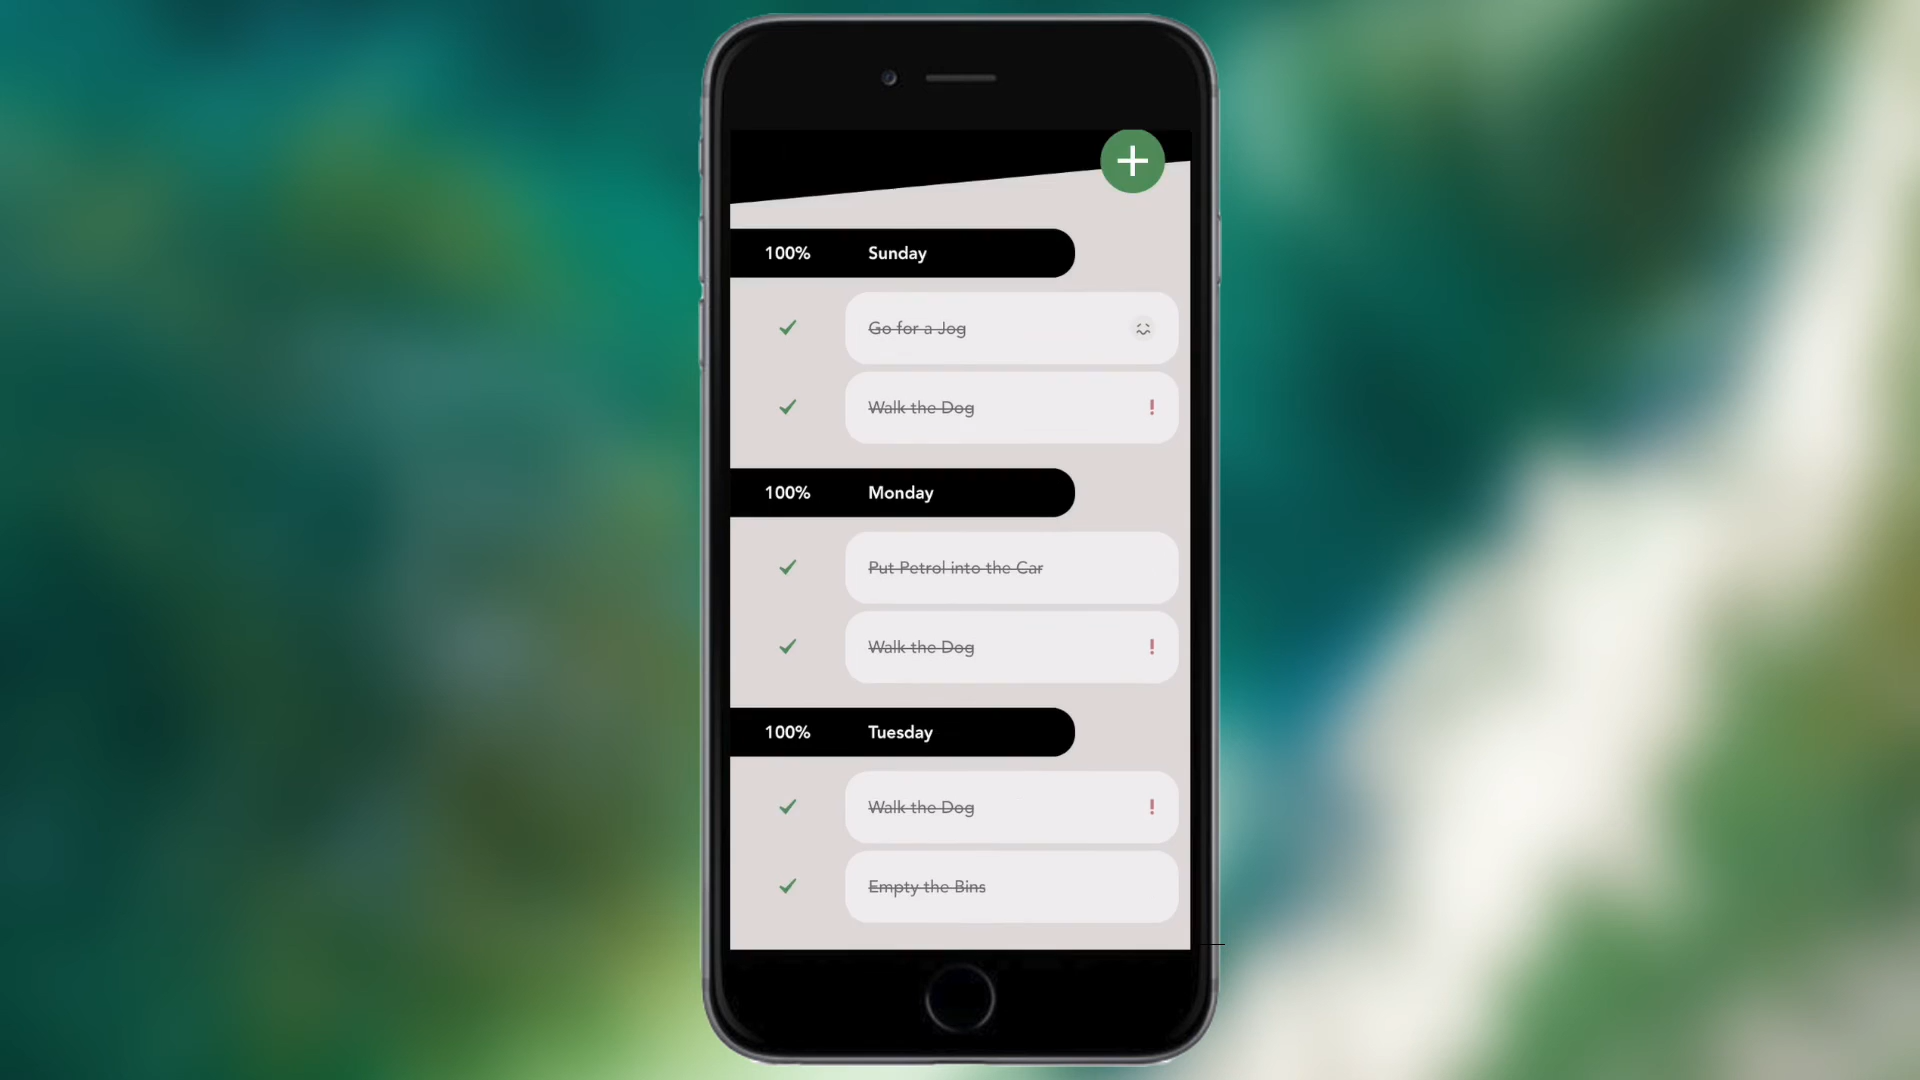 100% Sunday
Go for a Jog
Walk the Dog !
100% Monday
Put Petrol into the Car
Walk the Dog !
100% Tuesday
Walk the Dog !
Empty the Bins